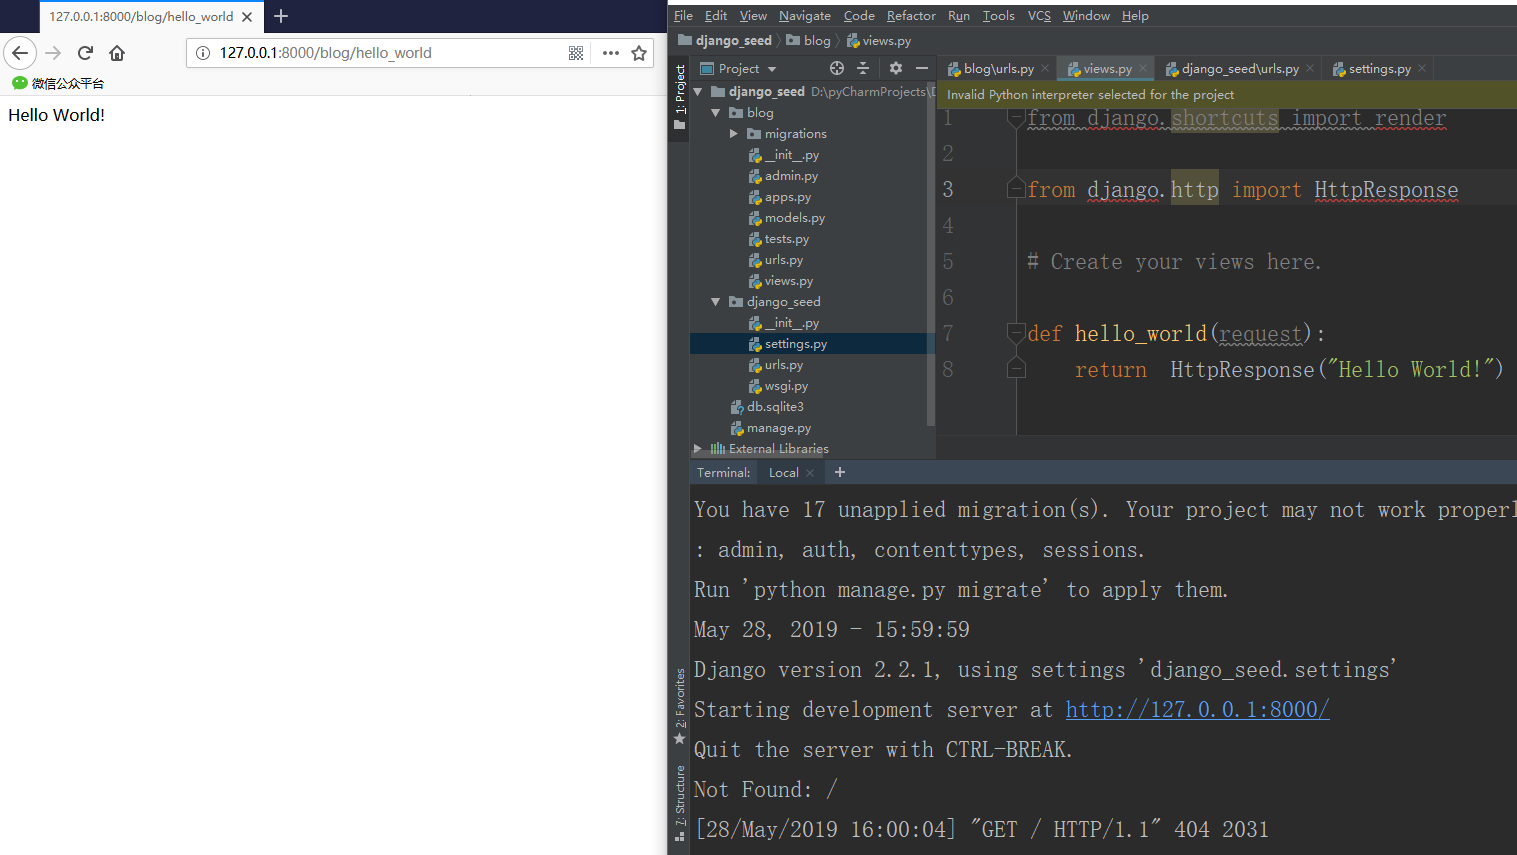 127.0.0.1:8000/blog/hello_world
127.0.0.1:8000/blog/hello_world
微信公众平台
Hello World!
File Edit View Navigate Code Refactor Run Tools VCS Window Help
django_seed blog views.py
1: Project
2: Favorites
7: Structure
Project
django_seed D:\pyCharmProjects\D
blog
migrations
__init__.py
admin.py
apps.py
models.py
tests.py
urls.py
views.py
django_seed
__init__.py
settings.py
urls.py
wsgi.py
db.sqlite3
manage.py
External Libraries
blog\urls.py views.py django_seed\urls.py settings.py
Invalid Python interpreter selected for the project
1 from django.shortcuts import render
2
3 from django.http import HttpResponse
4
5 # Create your views here.
6
7 def hello_world(request):
8 return  HttpResponse("Hello World!")
Terminal: Local
You have 17 unapplied migration(s). Your project may not work properl
: admin, auth, contenttypes, sessions.
Run 'python manage.py migrate' to apply them.
May 28, 2019 - 15:59:59
Django version 2.2.1, using settings 'django_seed.settings'
Starting development server at http://127.0.0.1:8000/
Quit the server with CTRL-BREAK.
Not Found: /
[28/May/2019 16:00:04] "GET / HTTP/1.1" 404 2031